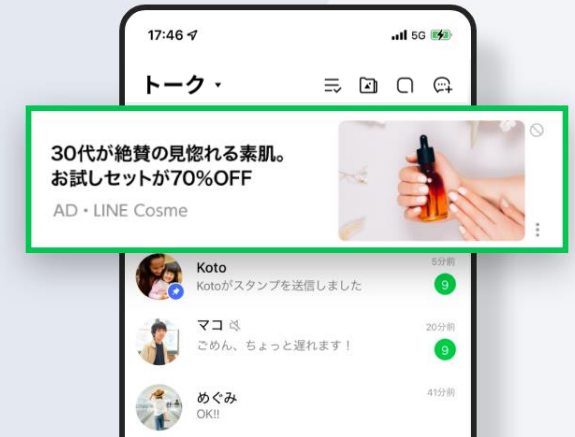 17:46
5G
トーク
30代が絶賛の見惚れる素肌。
お試しセットが70%OFF
AD・LINE Cosme
Koto
5分前
Kotoがスタンプを送信しました
9
マコ
20分前
ごめん、ちょっと遅れます！
9
めぐみ
41分前
OK!!